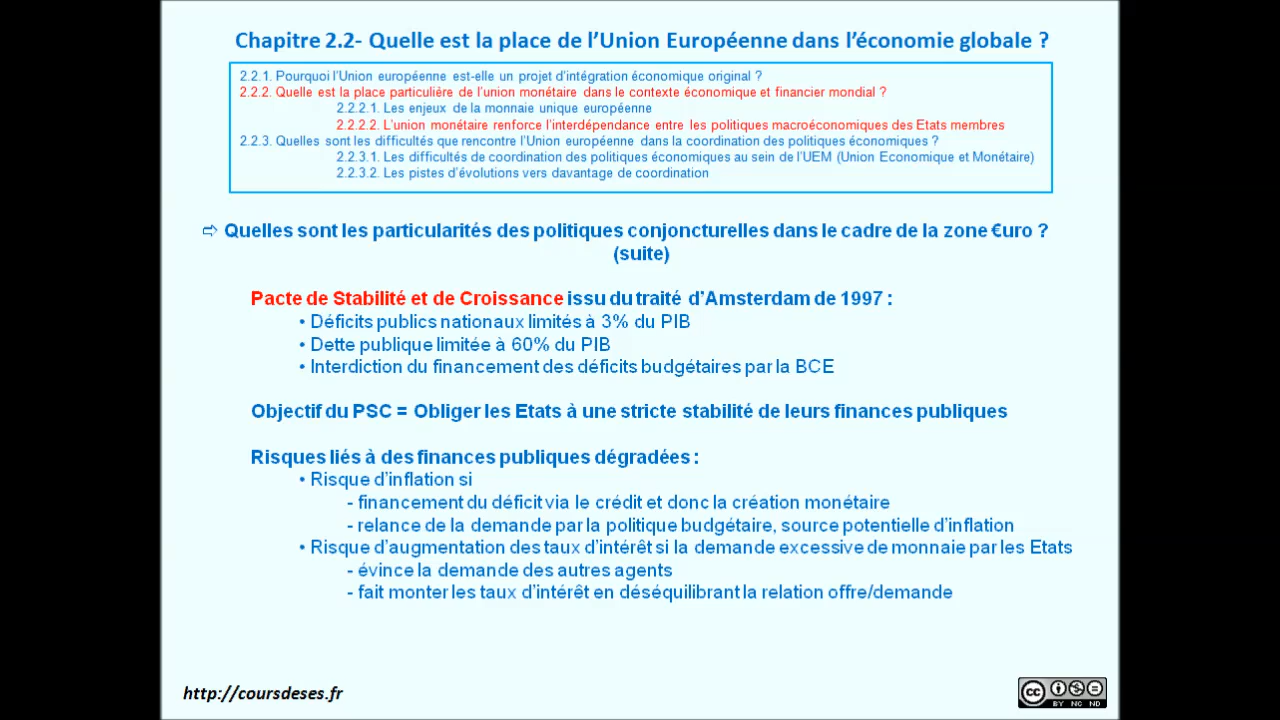 Chapitre 2.2- Quelle est la place de l'Union Européenne dans l'économie globale ?
2.2.1. Pourquoi l'Union européenne est-elle un projet d'intégration économique original ?
2.2.2. Quelle est la place particulière de l'union monétaire dans le contexte économique et financier mondial ?
2.2.2.1. Les enjeux de la monnaie unique européenne
2.2.2.2. L'union monétaire renforce l'interdépendance entre les politiques macroéconomiques des Etats membres
2.2.3. Quelles sont les difficultés que rencontre l'Union européenne dans la coordination des politiques économiques ?
2.2.3.1. Les difficultés de coordination des politiques économiques au sein de l'UEM (Union Economique et Monétaire)
2.2.3.2. Les pistes d'évolutions vers davantage de coordination
⇨ Quelles sont les particularités des politiques conjoncturelles dans le cadre de la zone €uro ?
(suite)
Pacte de Stabilité et de Croissance issu du traité d'Amsterdam de 1997 :
• Déficits publics nationaux limités à 3% du PIB
• Dette publique limitée à 60% du PIB
• Interdiction du financement des déficits budgétaires par la BCE
Objectif du PSC = Obliger les Etats à une stricte stabilité de leurs finances publiques
Risques liés à des finances publiques dégradées :
• Risque d'inflation si
- financement du déficit via le crédit et donc la création monétaire
- relance de la demande par la politique budgétaire, source potentielle d'inflation
• Risque d'augmentation des taux d'intérêt si la demande excessive de monnaie par les Etats
- évince la demande des autres agents
- fait monter les taux d'intérêt en déséquilibrant la relation offre/demande
http://coursdeses.fr
cc
BY NC ND